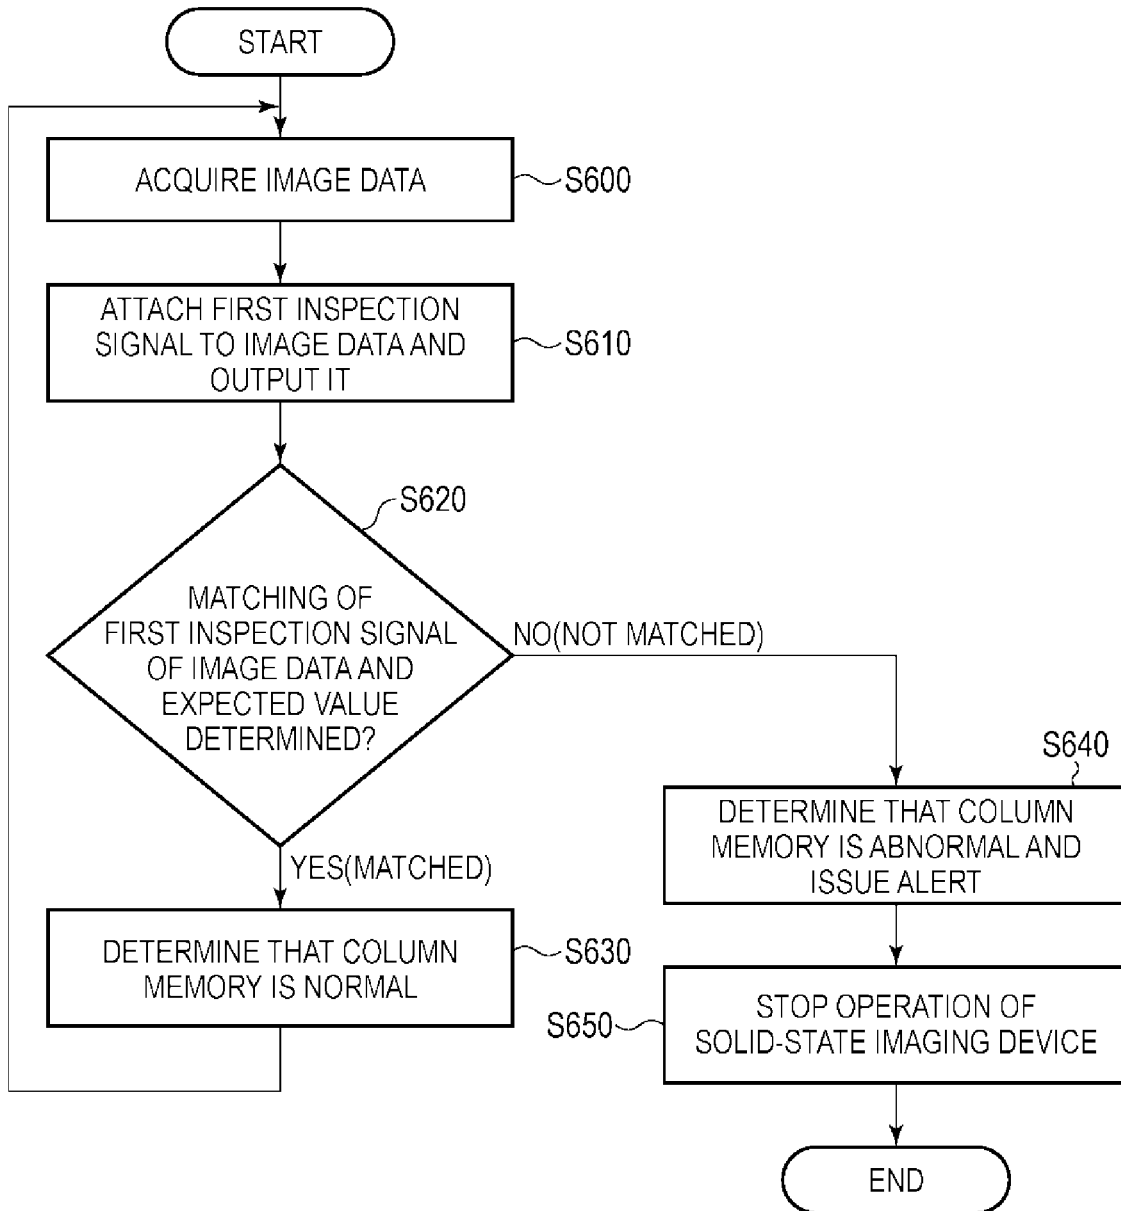 START
ACQUIRE IMAGE DATA
S600
ATTACH FIRST INSPECTION
SIGNAL TO IMAGE DATA AND
OUTPUT IT
S610
S620
MATCHING OF
FIRST INSPECTION SIGNAL
OF IMAGE DATA AND
EXPECTED VALUE
DETERMINED?
NO(NOT MATCHED)
YES(MATCHED)
S640
DETERMINE THAT COLUMN
MEMORY IS ABNORMAL AND
ISSUE ALERT
DETERMINE THAT COLUMN
MEMORY IS NORMAL
S630
S650
STOP OPERATION OF
SOLID-STATE IMAGING DEVICE
END